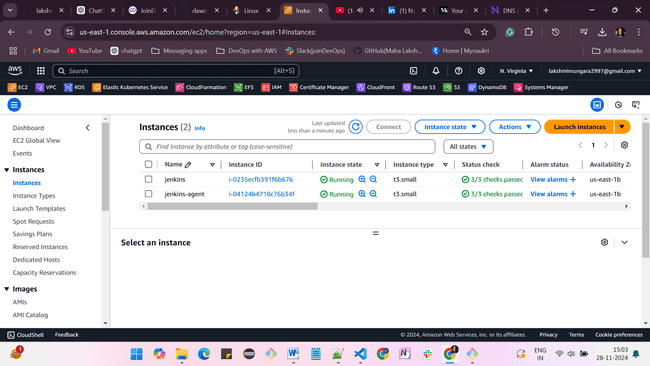 laksh
ChatG
JoinD
daws
Linux
Instan
(1
(1) No
Your
DNS
us-east-1.console.aws.amazon.com/ec2/home?region=us-east-1#Instances:
Gmail YouTube chatgpt Messaging apps DevOps with AWS Slack(joinDevOps) GitHub(Maha Laksh... Home | Mynaukri All Bookmarks
aws Search [Alt+S] N. Virginia lakshmimungara2997@gmail.com
EC2 VPC RDS Elastic Kubernetes Service CloudFormation EFS IAM Certificate Manager CloudFront Route 53 S3 DynamoDB Systems Manager
Dashboard
EC2 Global View
Events
Instances
Instances
Instance Types
Launch Templates
Spot Requests
Savings Plans
Reserved Instances
Dedicated Hosts
Capacity Reservations
Images
AMIs
AMI Catalog
Instances (2) Info
Last updated
less than a minute ago
Connect Instance state Actions Launch instances
Find Instance by attribute or tag (case-sensitive) All states 1
Name Instance ID Instance state Instance type Status check Alarm status Availability Zo
jenkins i-0235ecfb391f6b676 Running t3.small 3/3 checks passed View alarms + us-east-1b
jenkins-agent i-04124b4718c76b34f Running t3.small 3/3 checks passed View alarms + us-east-1b
Select an instance
CloudShell Feedback © 2024, Amazon Web Services, Inc. or its affiliates. Privacy Terms Cookie preferences
1
ENG
IN
15:03
28-11-2024